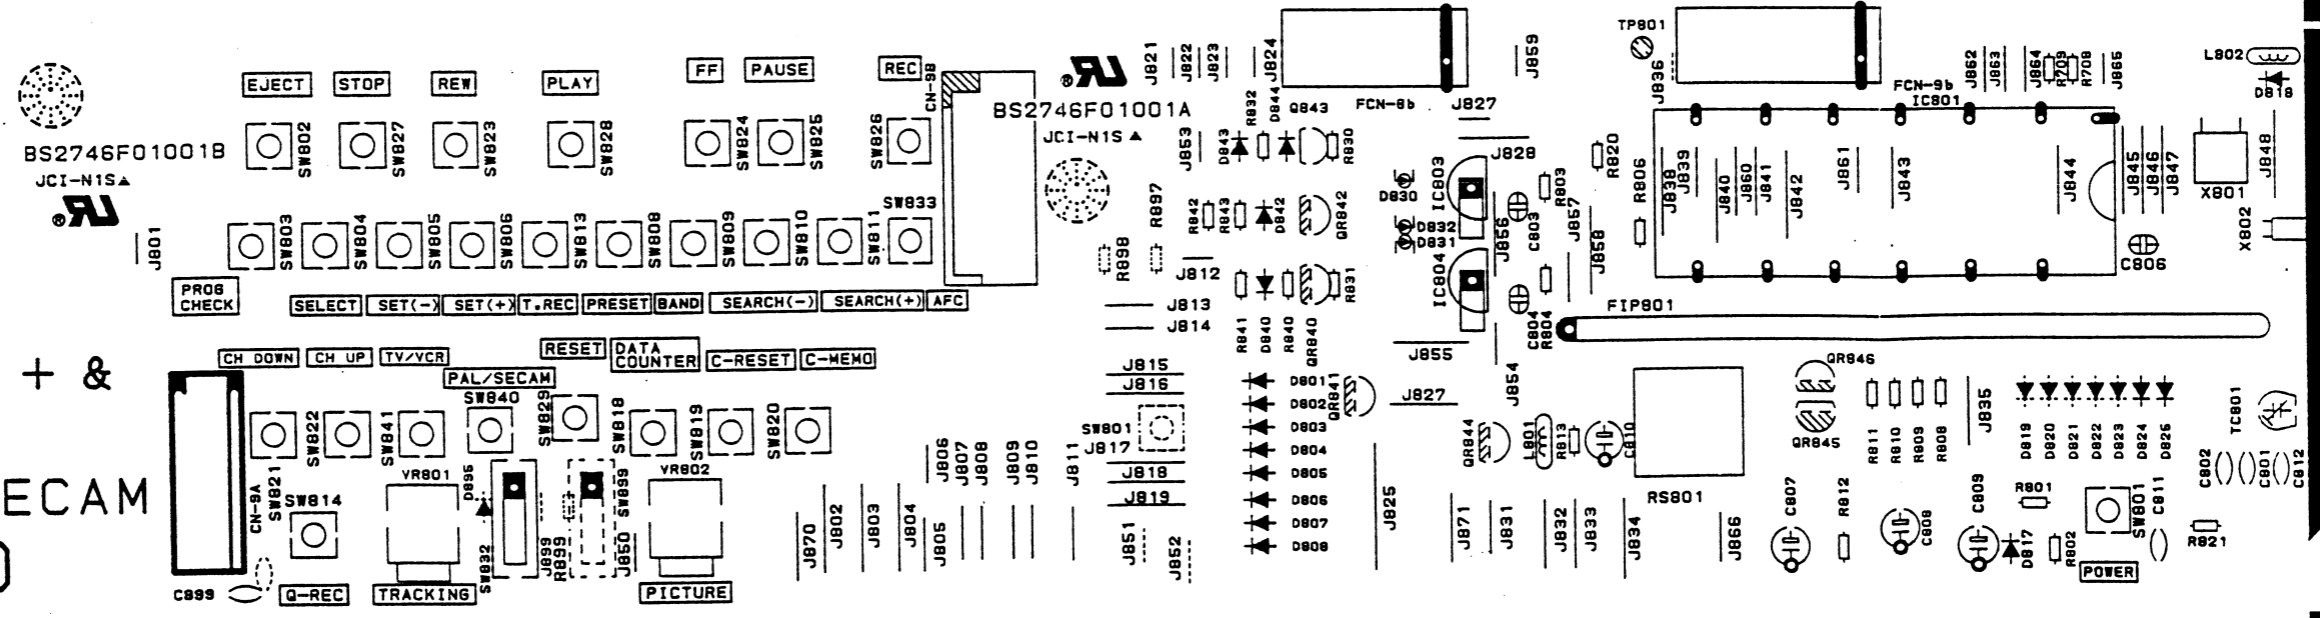 EJECT STOP REW PLAY FF PAUSE REC
SW802 SW827 SW823 SW828 SW824 SW825 SW826 CN-9B
BS2746F01001B
JCI-N1S▲
®UR
J801
SW803 SW804 SW805 SW806 SW813 SW808 SW809 SW810 SW811 SW833
PROG
CHECK
SELECT SET(-) SET(+) T.REC PRESET BAND SEARCH(-) SEARCH(+) AFC
CH DOWN CH UP TV/VCR
RESET DATA
COUNTER
C-RESET C-MEMO
PAL/SECAM
SW840
+ &
ECAM
SW821 SW822 SW841 SW829 SW818 SW819 SW820
CN-9A
SW814
VR801
D895
SW832
J899
R899
SW899
J850
VR802
C899
Q-REC TRACKING PICTURE
®UR
BS2746F01001A
JCI-N1S▲
J821 J822 J823 J824
R832 D844 Q843
FCN-8b
J827
J859
J853 D843 R830
J828
R897 R898
R842 R843 D842 QR842
D830
D832
D831
IC803 IC804
J856 C803 R803 J857 J858
J812
J813
J814
R831
R841 D840 R840 QR840
C804 R804
J855
J854
J815
J816
SW801
J817
J818
J819
D801
D802
D803
D804
D805
D806
D807
D808
QR841
J827
J825
J870 J802 J803 J804 J805 J806 J807 J808 J809 J810 J811
J851 J852
QR844 L801 R813 C810
J871 J831 J832 J833 J834
RS801
J866
TP801
J836
FCN-9b
IC801
J862 J863 J864 R709 R708 J865
L802
D818
R820 R806
J838 J839 J840 J860 J841 J842 J861 J843 J844 J845 J846 J847
X801
J848
X802
C806
FIP801
QR846
QR845
R811 R810 R809 R808
J835
D819 D820 D821 D822 D823 D824 D825
TC801
C802 C801 C812
C807 R812 C808 C809
R801
D817 R802
SW801
C811
R821
POWER